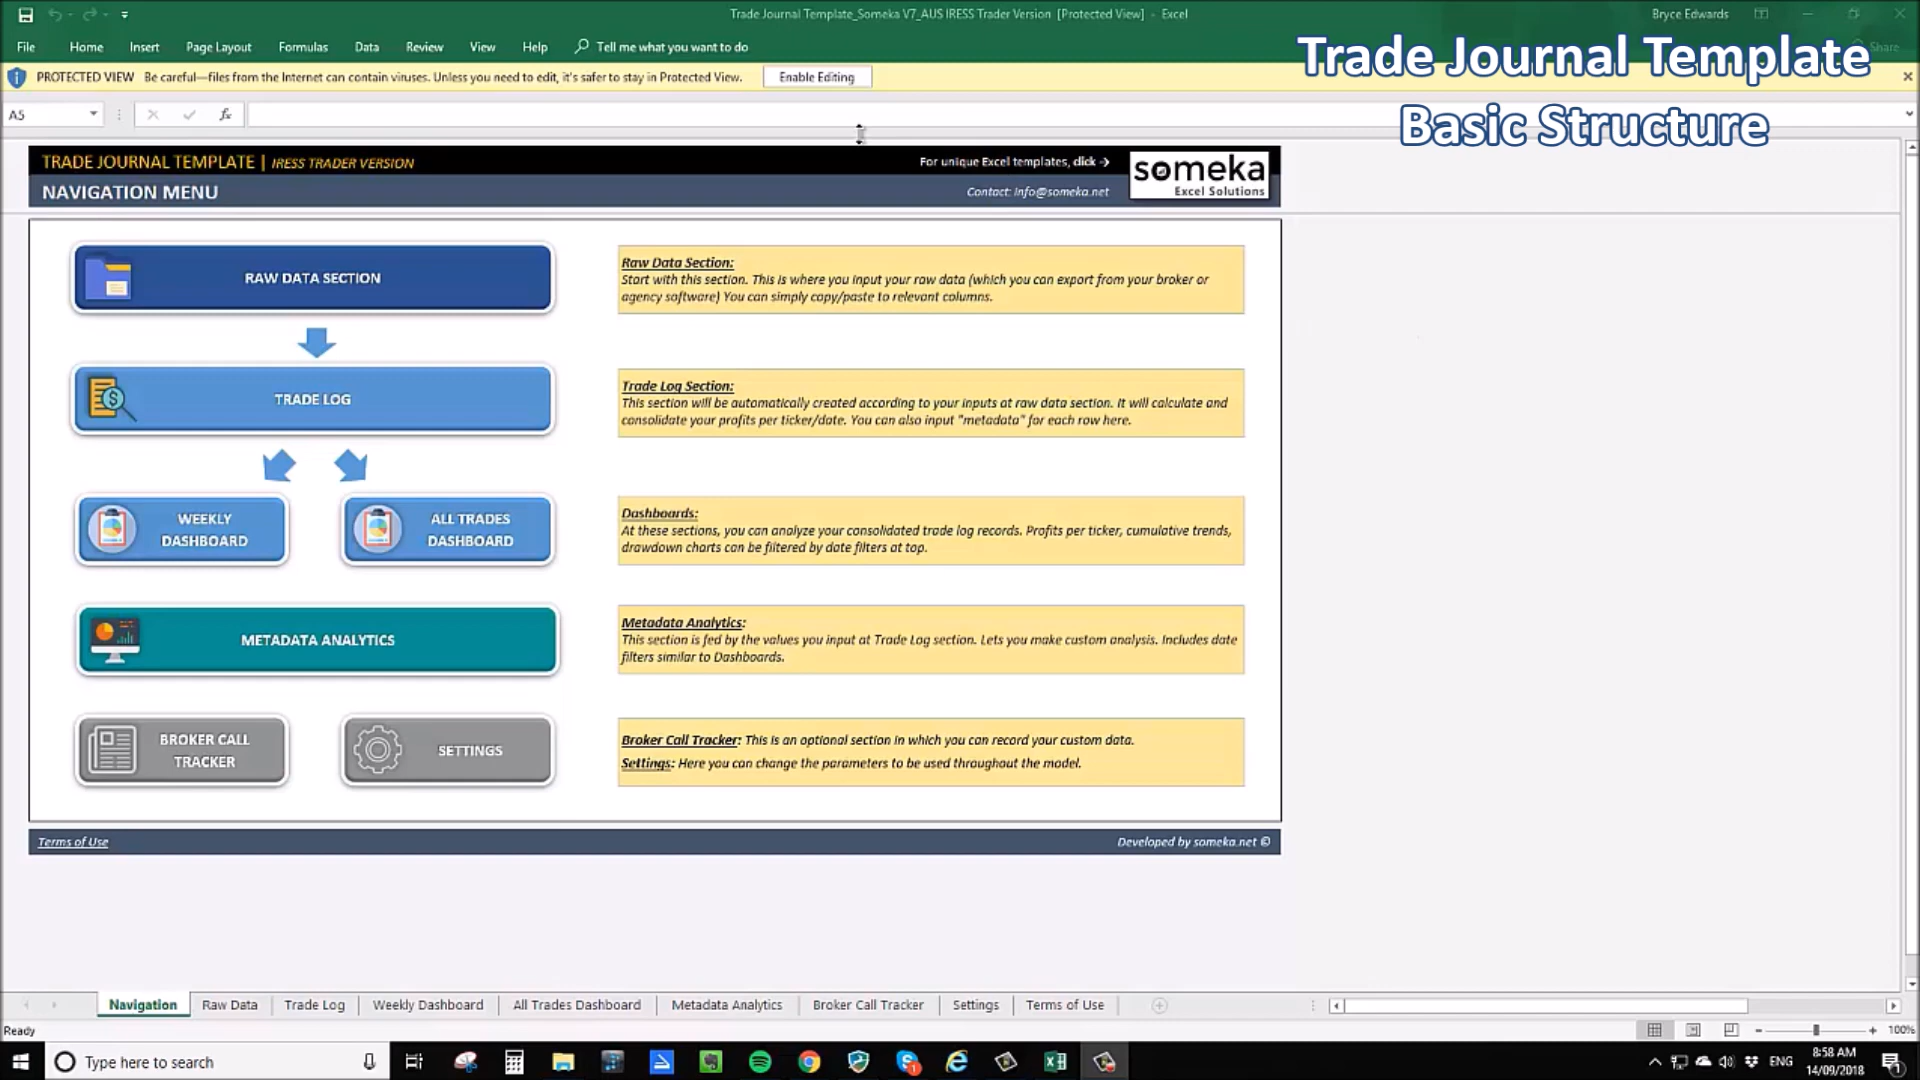 Trade Journal Template_Someka V7_AUS IRESS Trader Version [Protected View] - Excel
Bryce Edwards
File Home Insert Page Layout Formulas Data Review View Help Tell me what you want to do
Share
Trade Journal Template
Basic Structure
PROTECTED VIEW Be careful—files from the Internet can contain viruses. Unless you need to edit, it's safer to stay in Protected View. Enable Editing
A5
fx
TRADE JOURNAL TEMPLATE | IRESS TRADER VERSION
For unique Excel templates, click →
someka
Excel Solutions
NAVIGATION MENU
Contact: info@someka.net
RAW DATA SECTION
Raw Data Section:
Start with this section. This is where you input your raw data (which you can export from your broker or
agency software) You can simply copy/paste to relevant columns.
TRADE LOG
Trade Log Section:
This section will be automatically created according to your inputs at raw data section. It will calculate and
consolidate your profits per ticker/date. You can also input "metadata" for each row here.
WEEKLY
DASHBOARD
ALL TRADES
DASHBOARD
Dashboards:
At these sections, you can analyze your consolidated trade log records. Profits per ticker, cumulative trends,
drawdown charts can be filtered by date filters at top.
METADATA ANALYTICS
Metadata Analytics:
This section is fed by the values you input at Trade Log section. Lets you make custom analysis. Includes date
filters similar to Dashboards.
BROKER CALL
TRACKER
SETTINGS
Broker Call Tracker: This is an optional section in which you can record your custom data.
Settings: Here you can change the parameters to be used throughout the model.
Terms of Use
Developed by someka.net ©
Navigation Raw Data Trade Log Weekly Dashboard All Trades Dashboard Metadata Analytics Broker Call Tracker Settings Terms of Use
Ready
100%
Type here to search
ENG
8:58 AM
14/09/2018